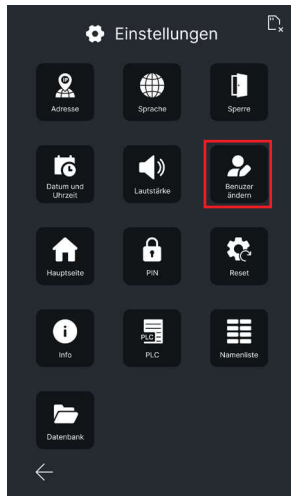 Einstellungen
Adresse
Sprache
Sperre
Datum und
Uhrzeit
Lautstärke
Benuzer
ändern
Hauptseite
PIN
Reset
Info
PLC
PLC
Namenliste
Datenbank